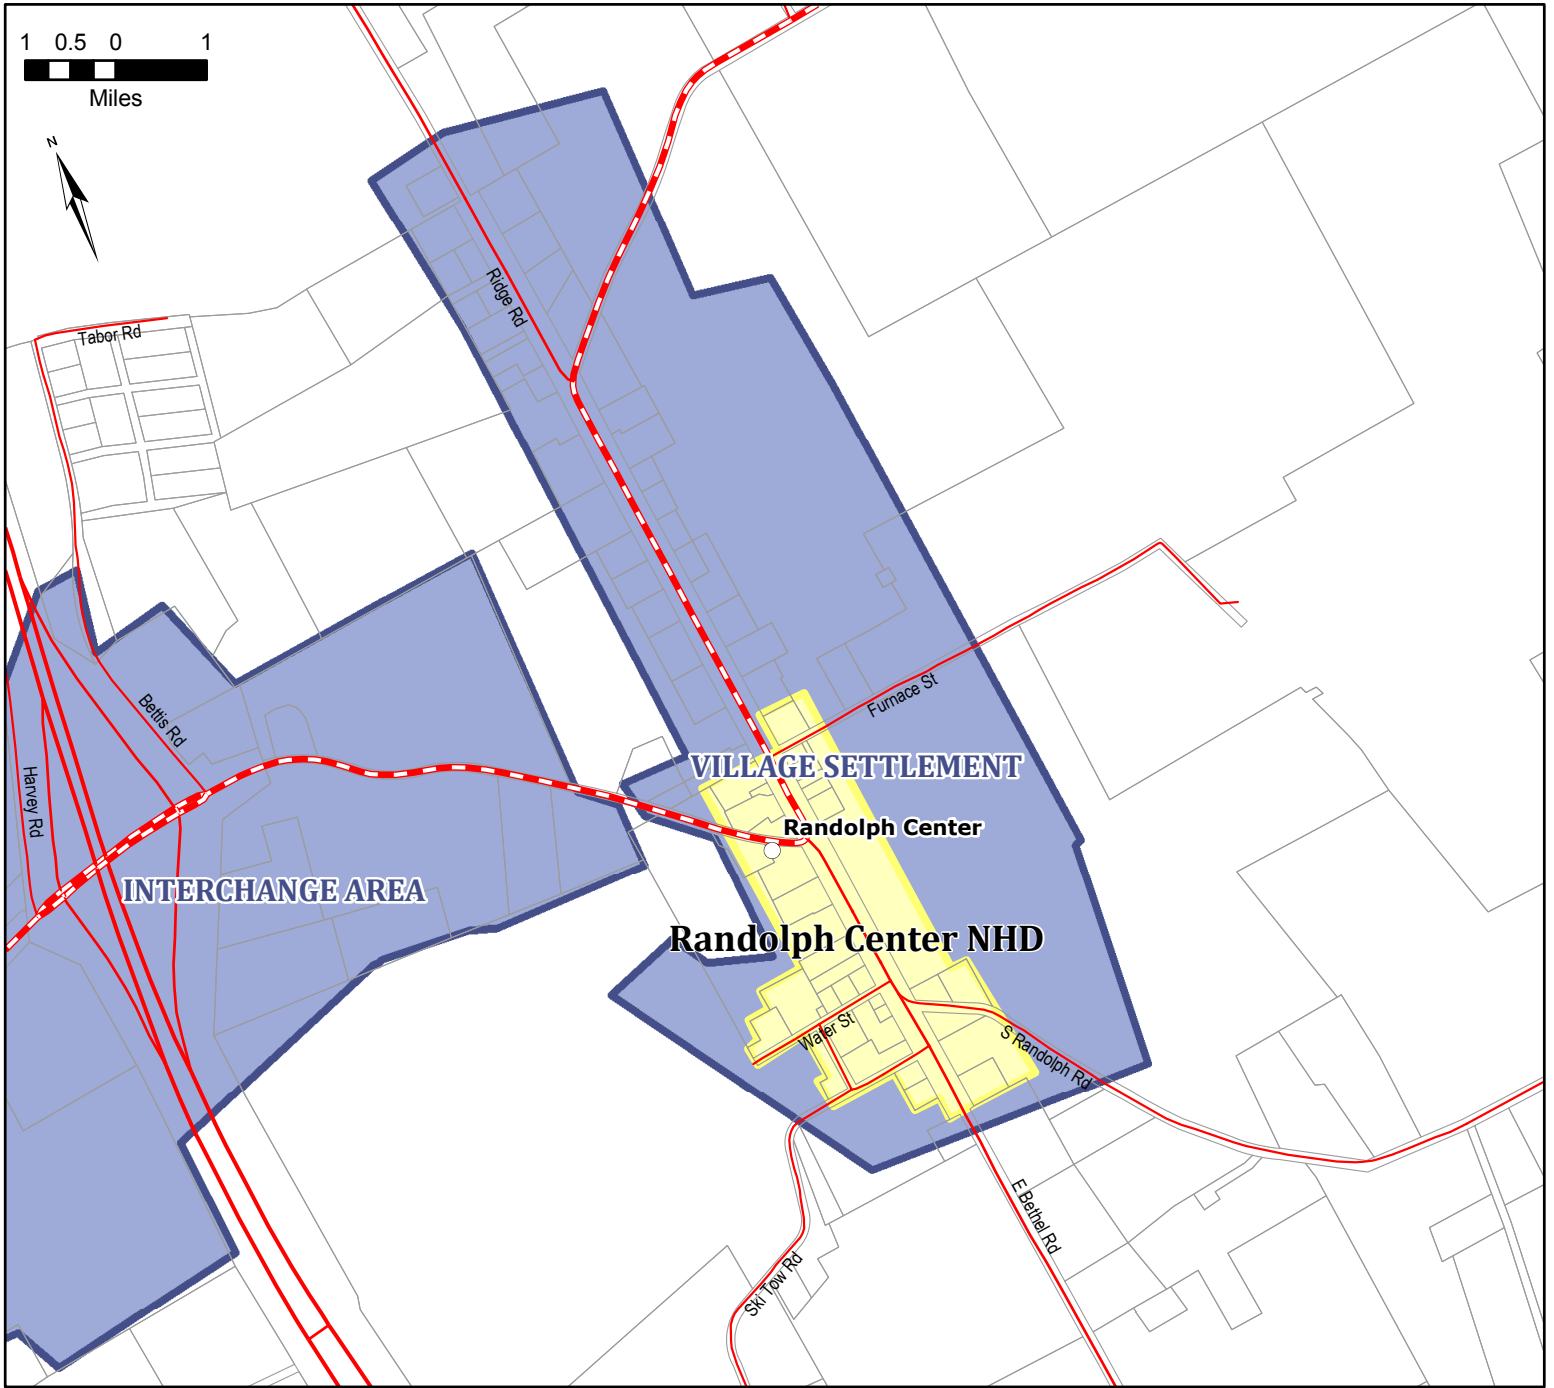 1 0.5 0 1
Miles
N
Ridge Rd
Tabor Rd
Bettis Rd
Furnace St
VILLAGE SETTLEMENT
Harvey Rd
Randolph Center
INTERCHANGE AREA
Randolph Center NHD
Water St
S Randolph Rd
E Bethel Rd
Ski Tow Rd